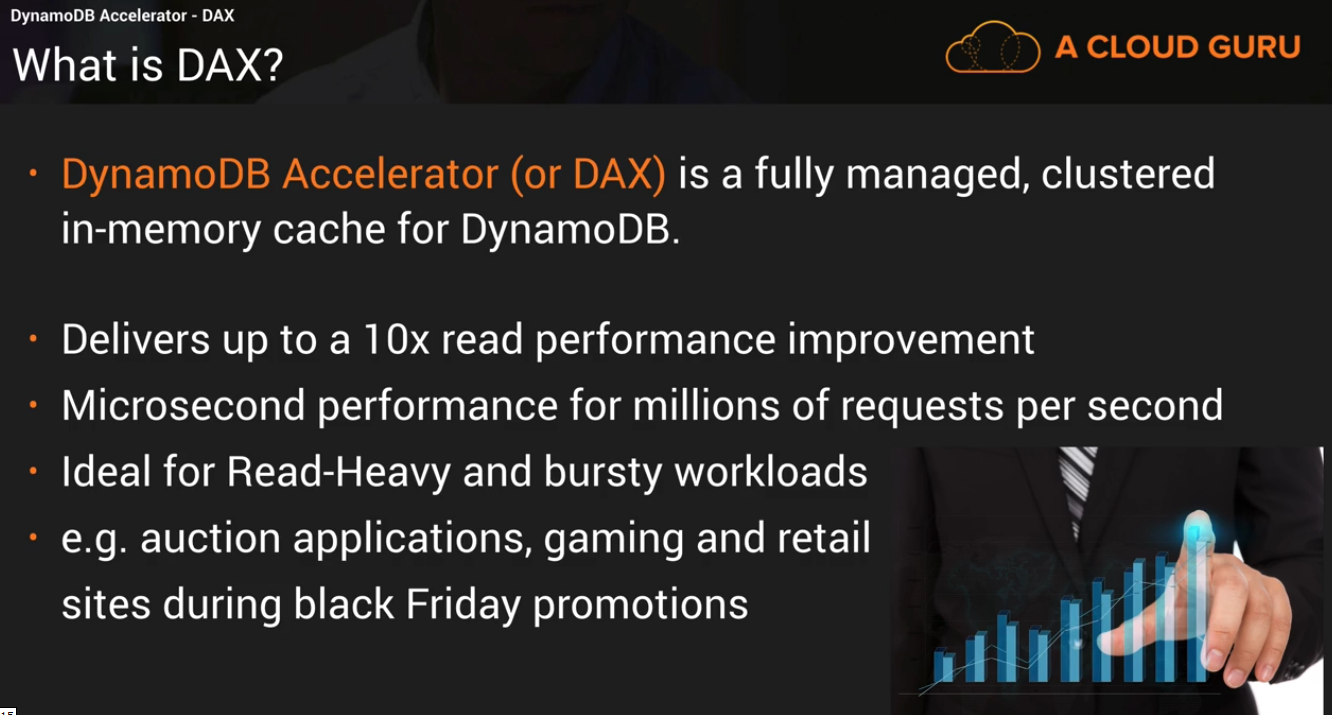 DynamoDB Accelerator - DAX
What is DAX?
A CLOUD GURU
• DynamoDB Accelerator (or DAX) is a fully managed, clustered
in-memory cache for DynamoDB.
• Delivers up to a 10x read performance improvement
• Microsecond performance for millions of requests per second
• Ideal for Read-Heavy and bursty workloads
• e.g. auction applications, gaming and retail
sites during black Friday promotions